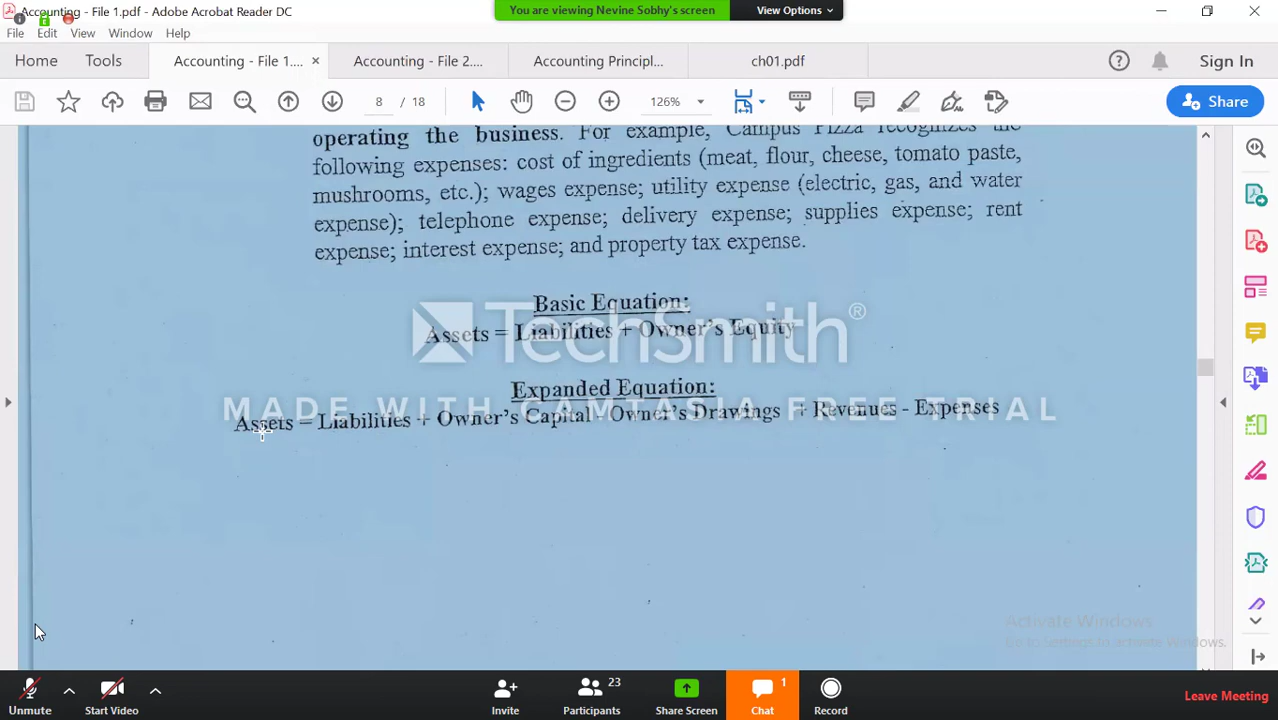 Accounting - File 1.pdf - Adobe Acrobat Reader DC
You are viewing Nevine Sobhy's screen
View Options
File Edit View Window Help
Home Tools Accounting - File 1.... × Accounting - File 2.... Accounting Principl... ch01.pdf Sign In
8 / 18 126% Share
operating the business. For example, Campus Pizza recognizes the
following expenses: cost of ingredients (meat, flour, cheese, tomato paste,
mushrooms, etc.); wages expense; utility expense (electric, gas, and water
expense); telephone expense; delivery expense; supplies expense; rent
expense; interest expense; and property tax expense.
Basic Equation:
Assets = Liabilities + Owner's Equity
TechSmith®
Expanded Equation:
Assets = Liabilities + Owner's Capital - Owner's Drawings + Revenues - Expenses
MADE WITH CAMTASIA FREE TRIAL
Activate Windows
Go to Settings to activate Windows.
Unmute Start Video Invite Participants 23 Share Screen Chat 1 Record Leave Meeting